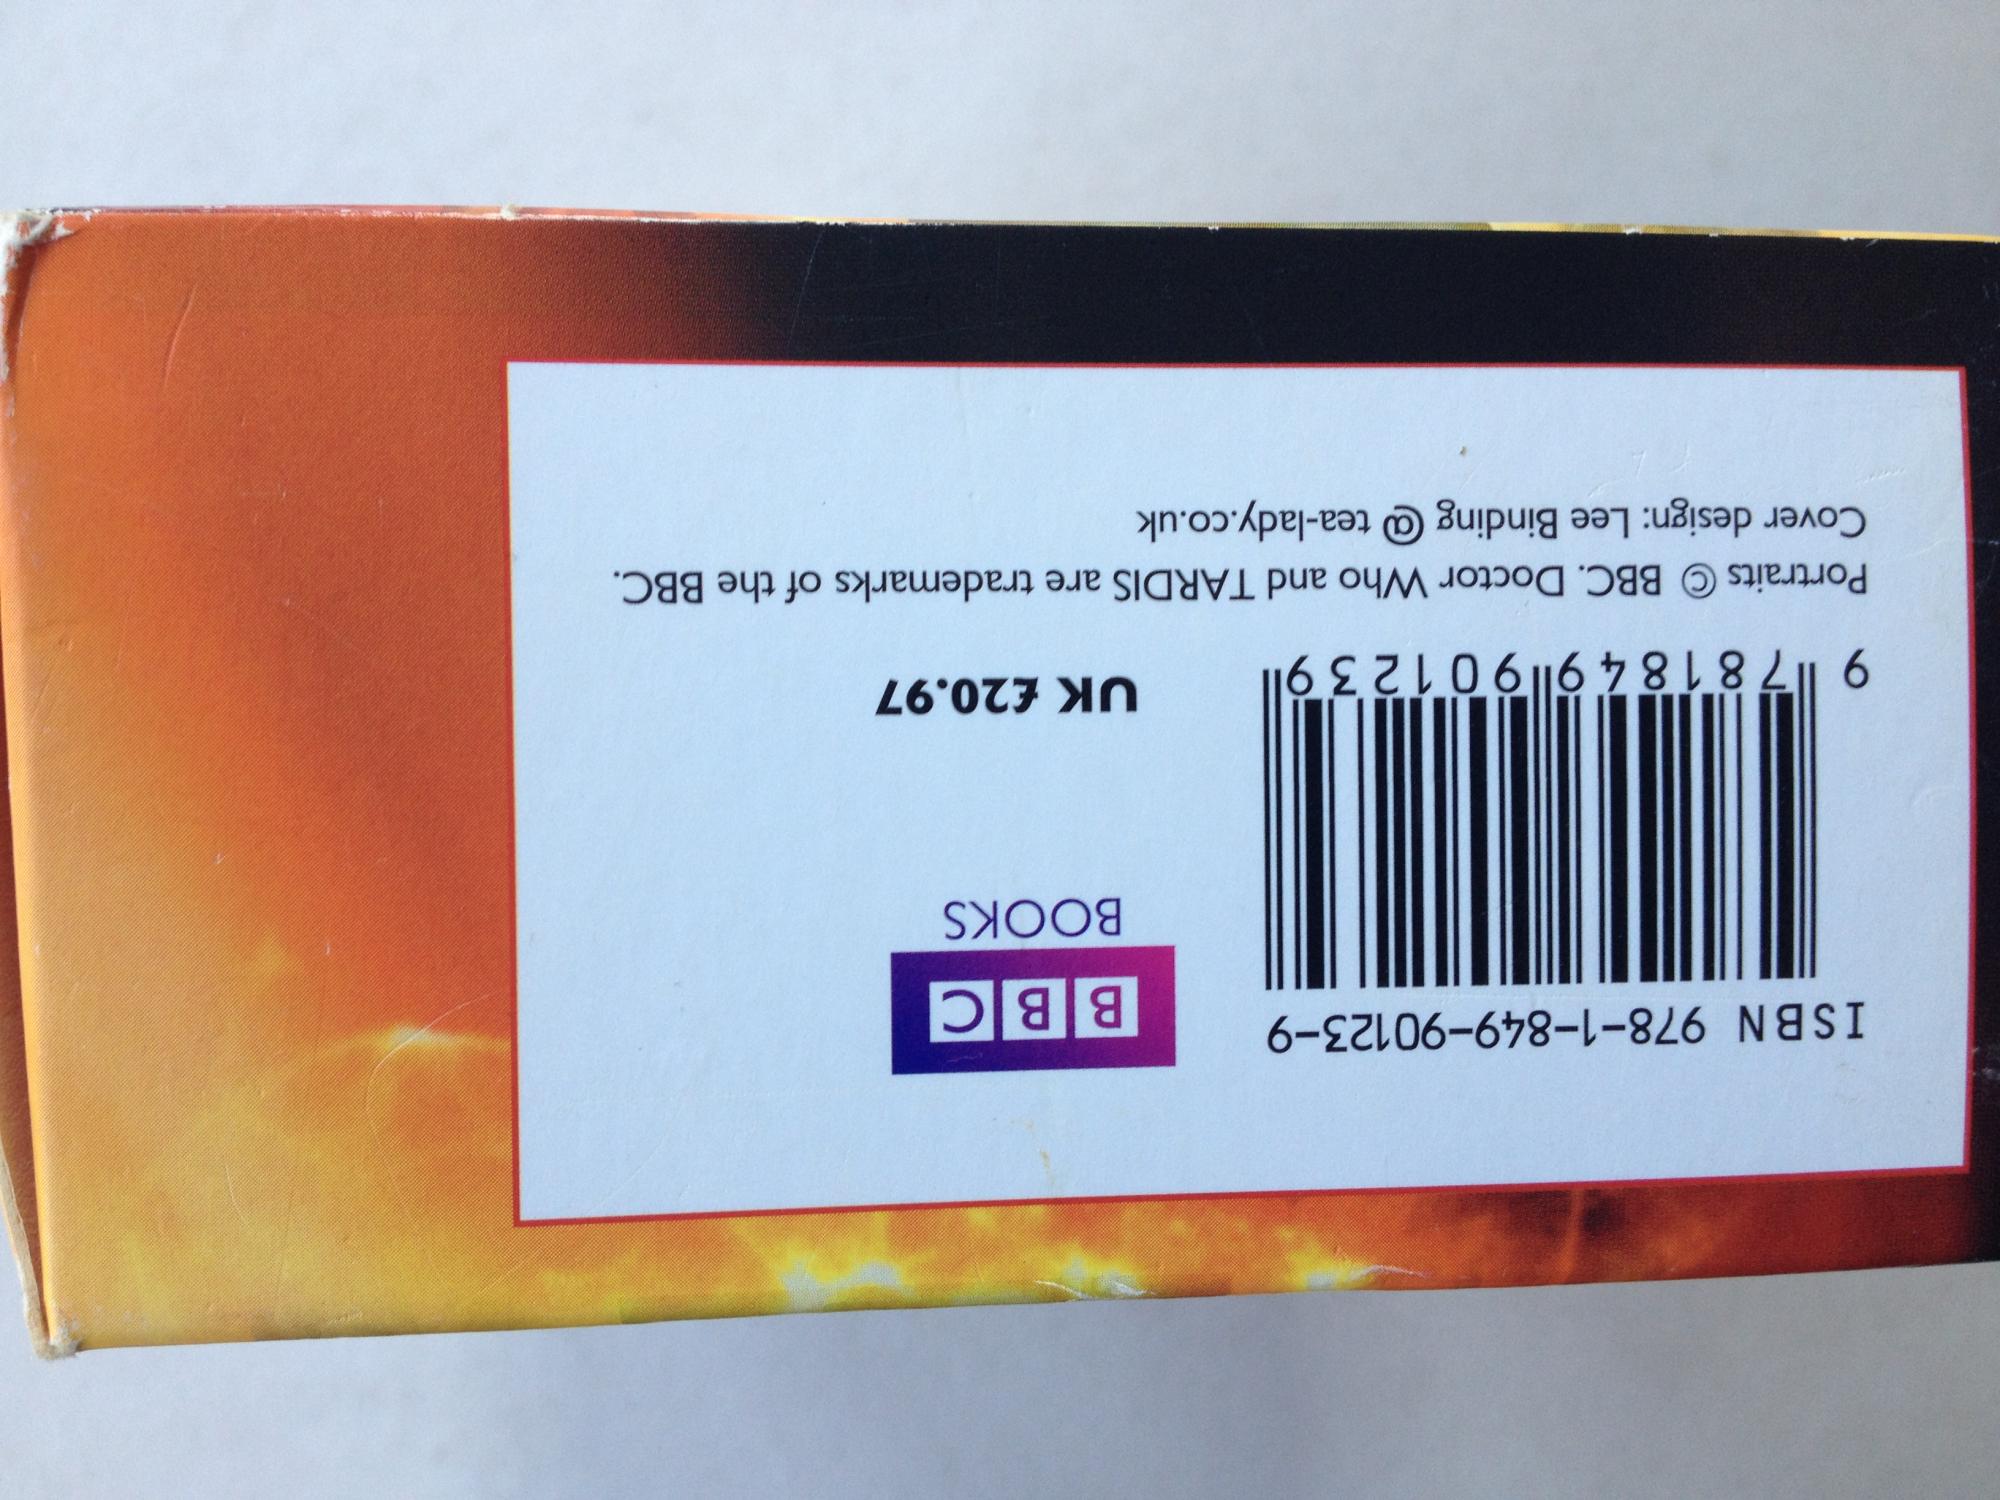 ISBN 978-1-849-90123-9
BBC
BOOKS
9 781849 901239
UK £20.97
Portraits © BBC. Doctor Who and TARDIS are trademarks of the BBC.
Cover design: Lee Binding @ tea-lady.co.uk